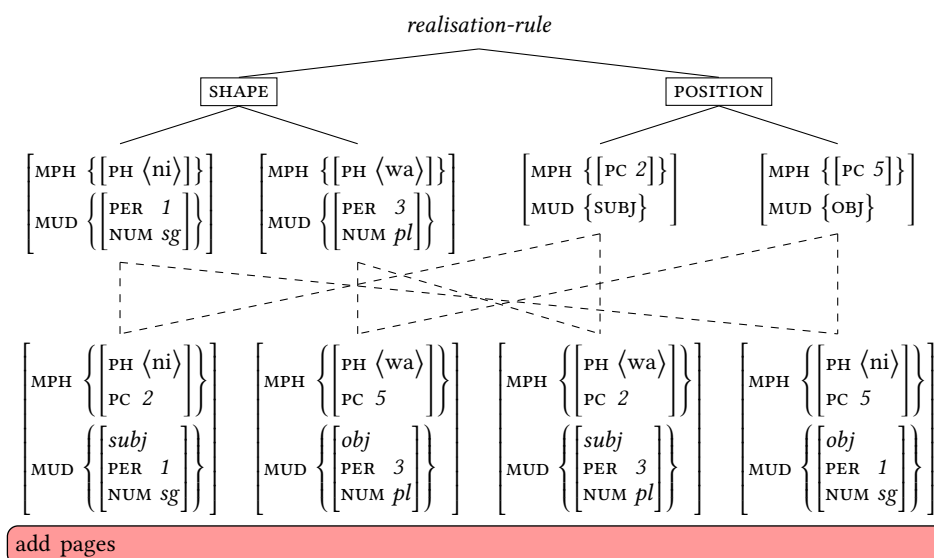 realisation-rule
SHAPE POSITION
[MPH {[PH ⟨ni⟩]}] [MPH {[PH ⟨wa⟩]}] [MPH {[PC 2]}] [MPH {[PC 5]}]
[MUD {[PER 1 NUM sg]}] [MUD {[PER 3 NUM pl]}] [MUD {SUBJ}] [MUD {OBJ}]
[MPH {[PH ⟨ni⟩ PC 2]}] [MPH {[PH ⟨wa⟩ PC 5]}] [MPH {[PH ⟨wa⟩ PC 2]}] [MPH {[PH ⟨ni⟩ PC 5]}]
[MUD {[subj PER 1 NUM sg]}] [MUD {[obj PER 3 NUM pl]}] [MUD {[subj PER 3 NUM pl]}] [MUD {[obj PER 1 NUM sg]}]
add pages